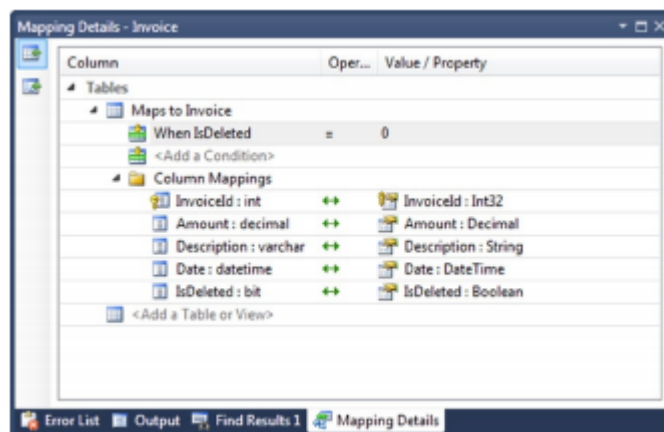 Mapping Details - Invoice
Column Oper... Value / Property
Tables
Maps to Invoice
When IsDeleted = 0
<Add a Condition>
Column Mappings
InvoiceId : int InvoiceId : Int32
Amount : decimal Amount : Decimal
Description : varchar Description : String
Date : datetime Date : DateTime
IsDeleted : bit IsDeleted : Boolean
<Add a Table or View>
Error List Output Find Results 1 Mapping Details